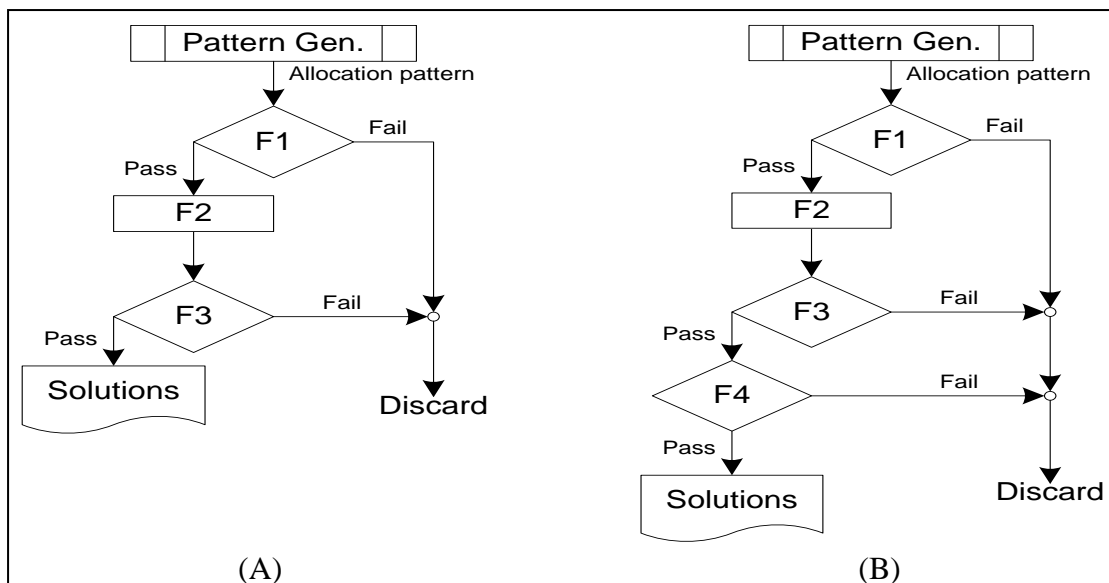 Pattern Gen.
Allocation pattern
F1
Fail
Pass
F2
F3
Fail
Pass
Solutions
Discard
(A)
Pattern Gen.
Allocation pattern
F1
Fail
Pass
F2
F3
Fail
Pass
F4
Fail
Pass
Solutions
Discard
(B)